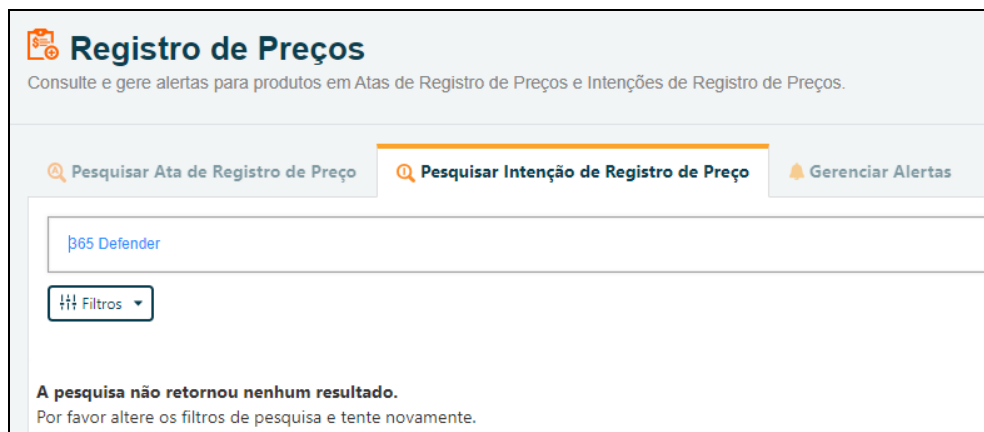 Registro de Preços
Consulte e gere alertas para produtos em Atas de Registro de Preços e Intenções de Registro de Preços.
Pesquisar Ata de Registro de Preço Pesquisar Intenção de Registro de Preço Gerenciar Alertas
365 Defender
Filtros
A pesquisa não retornou nenhum resultado.
Por favor altere os filtros de pesquisa e tente novamente.